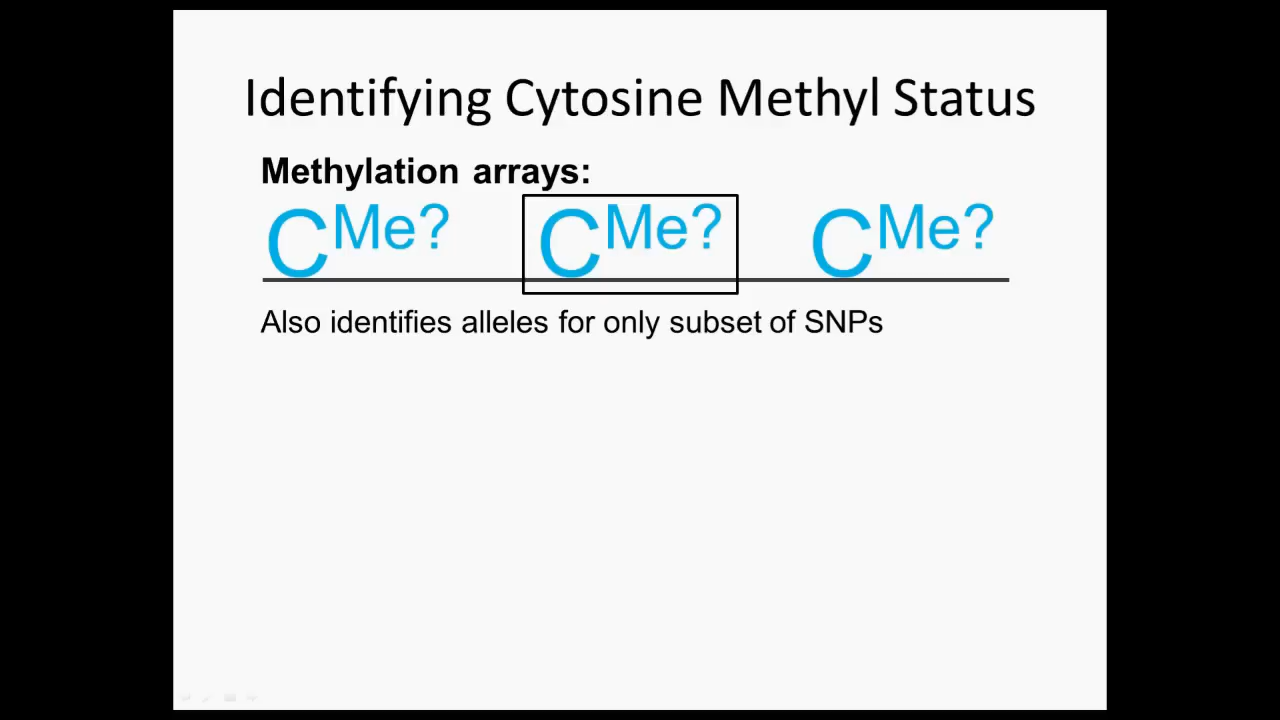 Identifying Cytosine Methyl Status
Methylation arrays:
CMe? CMe? CMe?
Also identifies alleles for only subset of SNPs